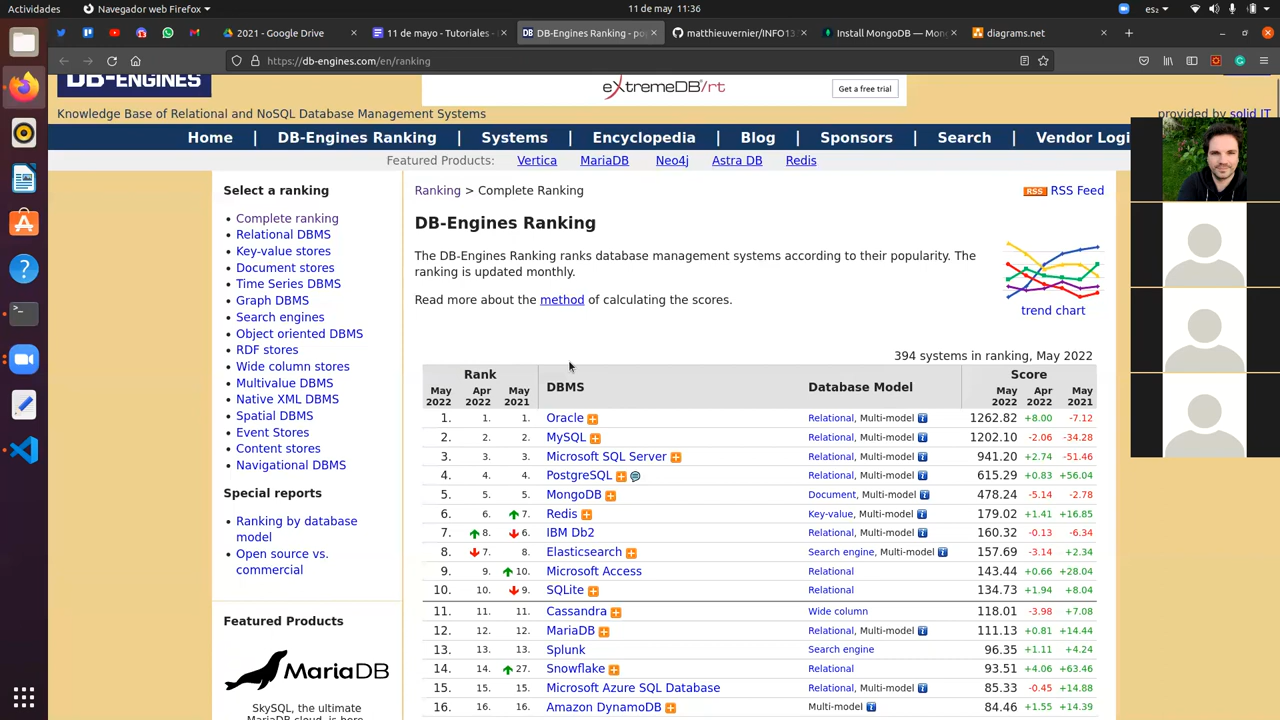 Actividades
Navegador web Firefox
11 de may 11:36
es₂
2021 - Google Drive
11 de mayo - Tutoriales -
DB-Engines Ranking - po
matthieuvernier/INFO13
Install MongoDB — Mon
diagrams.net
https://db-engines.com/en/ranking
DB-ENGINES
eXtremeDB/rt
Get a free trial
Knowledge Base of Relational and NoSQL Database Management Systems
provided by solid IT
Home | DB-Engines Ranking | Systems | Encyclopedia | Blog | Sponsors | Search | Vendor Logi
Featured Products: Vertica MariaDB Neo4j Astra DB Redis
Select a ranking
Complete ranking
Relational DBMS
Key-value stores
Document stores
Time Series DBMS
Graph DBMS
Search engines
Object oriented DBMS
RDF stores
Wide column stores
Multivalue DBMS
Native XML DBMS
Spatial DBMS
Event Stores
Content stores
Navigational DBMS
Special reports
Ranking by database
model
Open source vs.
commercial
Featured Products
MariaDB
SkySQL, the ultimate
MariaDB cloud, is here.
Ranking > Complete Ranking
RSS RSS Feed
DB-Engines Ranking
The DB-Engines Ranking ranks database management systems according to their popularity. The
ranking is updated monthly.
Read more about the method of calculating the scores.
trend chart
394 systems in ranking, May 2022
Rank DBMS Database Model Score
May 2022 Apr 2022 May 2021 May 2022 Apr 2022 May 2021
1. 1. 1. Oracle Relational, Multi-model 1262.82 +8.00 -7.12
2. 2. 2. MySQL Relational, Multi-model 1202.10 -2.06 -34.28
3. 3. 3. Microsoft SQL Server Relational, Multi-model 941.20 +2.74 -51.46
4. 4. 4. PostgreSQL Relational, Multi-model 615.29 +0.83 +56.04
5. 5. 5. MongoDB Document, Multi-model 478.24 -5.14 -2.78
6. 6. 7. Redis Key-value, Multi-model 179.02 +1.41 +16.85
7. 8. 6. IBM Db2 Relational, Multi-model 160.32 -0.13 -6.34
8. 7. 8. Elasticsearch Search engine, Multi-model 157.69 -3.14 +2.34
9. 9. 10. Microsoft Access Relational 143.44 +0.66 +28.04
10. 10. 9. SQLite Relational 134.73 +1.94 +8.04
11. 11. 11. Cassandra Wide column 118.01 -3.98 +7.08
12. 12. 12. MariaDB Relational, Multi-model 111.13 +0.81 +14.44
13. 13. 13. Splunk Search engine 96.35 +1.11 +4.24
14. 14. 27. Snowflake Relational 93.51 +4.06 +63.46
15. 15. 15. Microsoft Azure SQL Database Relational, Multi-model 85.33 -0.45 +14.88
16. 16. 16. Amazon DynamoDB Multi-model 84.46 +1.55 +14.39